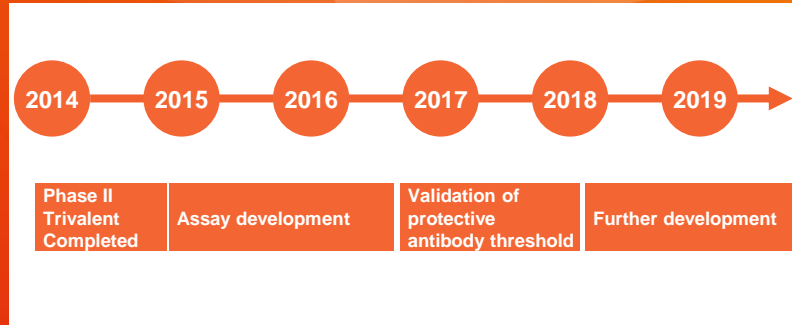 2014 2015 2016 2017 2018 2019
Phase II
Trivalent
Completed
Assay development
Validation of
protective
antibody threshold
Further development